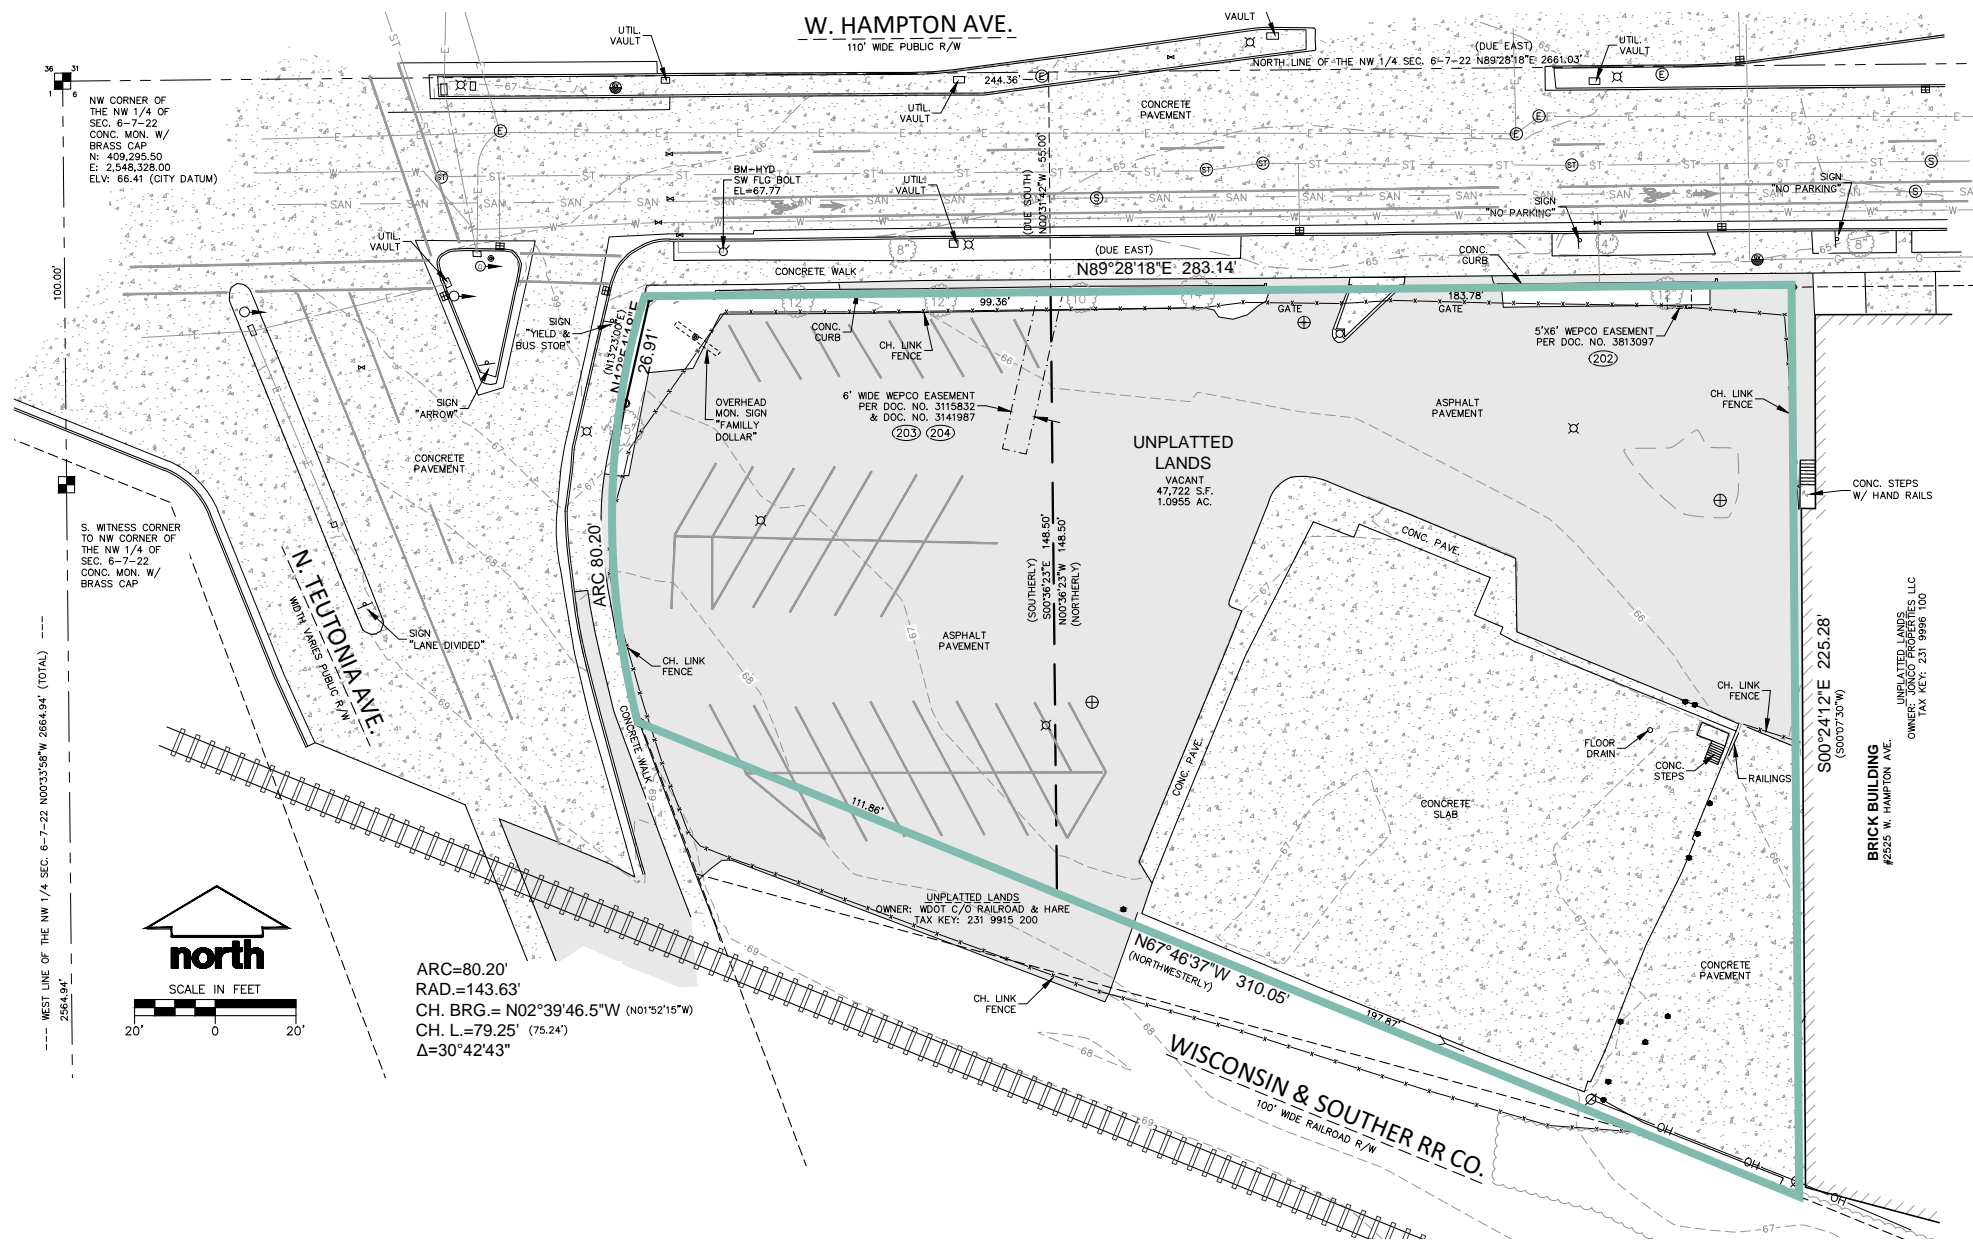 W. HAMPTON AVE.
110' WIDE PUBLIC R/W
UTIL.
VAULT
VAULT
(DUE EAST)
NORTH LINE OF THE NW 1/4 SEC. 6-7-22 N89°28'18"E 2661.03'
UTIL.
VAULT
36 31
1 6
244.36'
UTIL.
VAULT
CONCRETE
PAVEMENT
NW CORNER OF
THE NW 1/4 OF
SEC. 6-7-22
CONC. MON. W/
BRASS CAP
N: 409,295.50
E: 2,548,328.00
ELV: 66.41 (CITY DATUM)
BM-HYD
SW FLG BOLT
EL=67.77
UTIL.
VAULT
(DUE SOUTH)
N00°31'42"W 55.00'
SIGN
"NO PARKING"
SIGN
"NO PARKING"
UTIL.
VAULT
100.00'
CONCRETE WALK
(DUE EAST)
N89°28'18"E 283.14'
CONC.
CURB
99.36'
183.78'
GATE
GATE
SIGN
"YIELD &
BUS STOP"
(N13°23'00"E)
26.91'
CONC.
CURB
CH. LINK
FENCE
5'X6' WEPCO EASEMENT
PER DOC. NO. 3813097
202
SIGN
"ARROW"
OVERHEAD
MON. SIGN
"FAMILLY
DOLLAR"
6' WIDE WEPCO EASEMENT
PER DOC. NO. 3115832
& DOC. NO. 3141987
203 204
ASPHALT
PAVEMENT
CH. LINK
FENCE
CONCRETE
PAVEMENT
UNPLATTED
LANDS
VACANT
47,722 S.F.
1.0955 AC.
CONC. STEPS
W/ HAND RAILS
S. WITNESS CORNER
TO NW CORNER OF
THE NW 1/4 OF
SEC. 6-7-22
CONC. MON. W/
BRASS CAP
ARC 80.20'
(SOUTHERLY)
S00°36'23"E 148.50'
N00°36'23"W 148.50'
(NORTHERLY)
CONC. PAVE.
N. TEUTONIA AVE.
WIDTH VARIES PUBLIC R/W
SIGN
"LANE DIVIDED"
ASPHALT
PAVEMENT
CH. LINK
FENCE
CONCRETE WALK
CH. LINK
FENCE
S00°24'12"E 225.28'
(S00°07'30"W)
UNPLATTED LANDS
OWNER: JONCO PROPERTIES LLC
TAX KEY: 231 9996 100
BRICK BUILDING
#2525 W. HAMPTON AVE.
CONC. PAVE.
FLOOR
DRAIN
CONC.
STEPS
RAILINGS
CONCRETE
SLAB
111.86'
WEST LINE OF THE NW 1/4 SEC. 6-7-22 N00°33'58"W 2664.94' (TOTAL)
2564.94'
UNPLATTED LANDS
OWNER: WDOT C/O RAILROAD & HARE
TAX KEY: 231 9915 200
N67°46'37"W 310.05'
(NORTHWESTERLY)
CONCRETE
PAVEMENT
north
SCALE IN FEET
20' 0 20'
ARC=80.20'
RAD.=143.63'
CH. BRG.= N02°39'46.5"W (N01°52'15"W)
CH. L.=79.25' (75.24')
Δ=30°42'43"
CH. LINK
FENCE
197.87'
WISCONSIN & SOUTHER RR CO.
100' WIDE RAILROAD R/W
OH
OH
OH